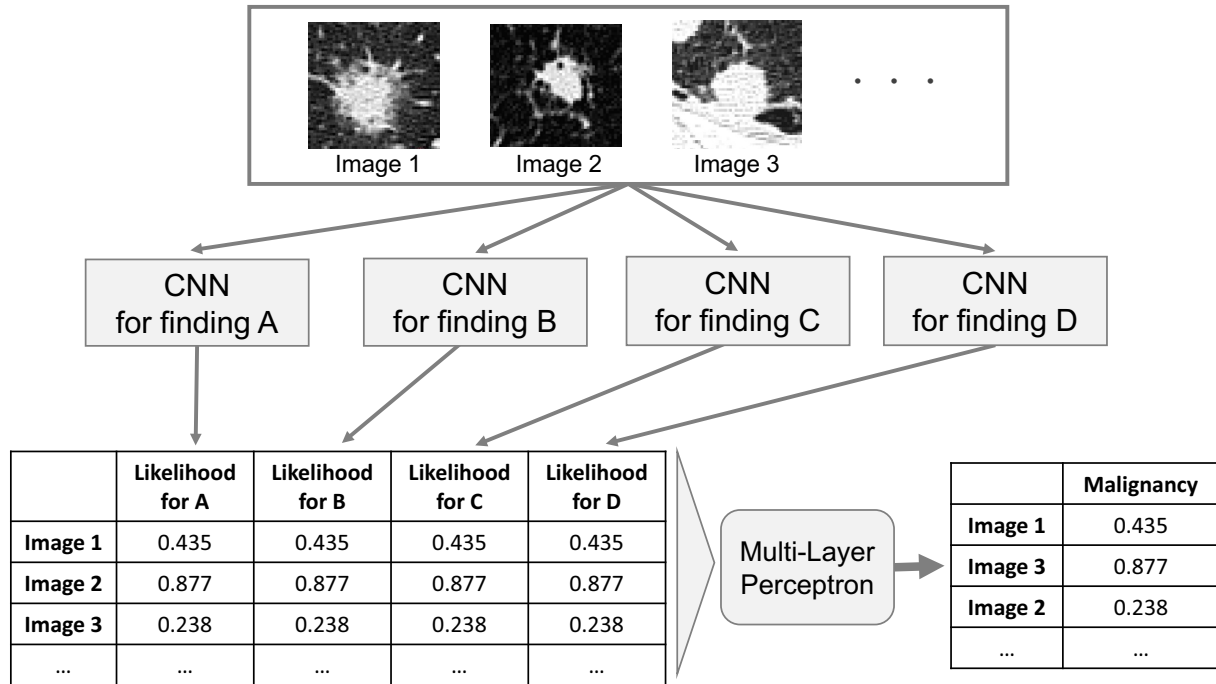 Image 1
Image 2
Image 3
. . .
CNN
for finding A
CNN
for finding B
CNN
for finding C
CNN
for finding D
Likelihood for A Likelihood for B Likelihood for C Likelihood for D
Image 1 0.435 0.435 0.435 0.435
Image 2 0.877 0.877 0.877 0.877
Image 3 0.238 0.238 0.238 0.238
... ... ... ... ...
Multi-Layer
Perceptron
Malignancy
Image 1 0.435
Image 3 0.877
Image 2 0.238
... ...